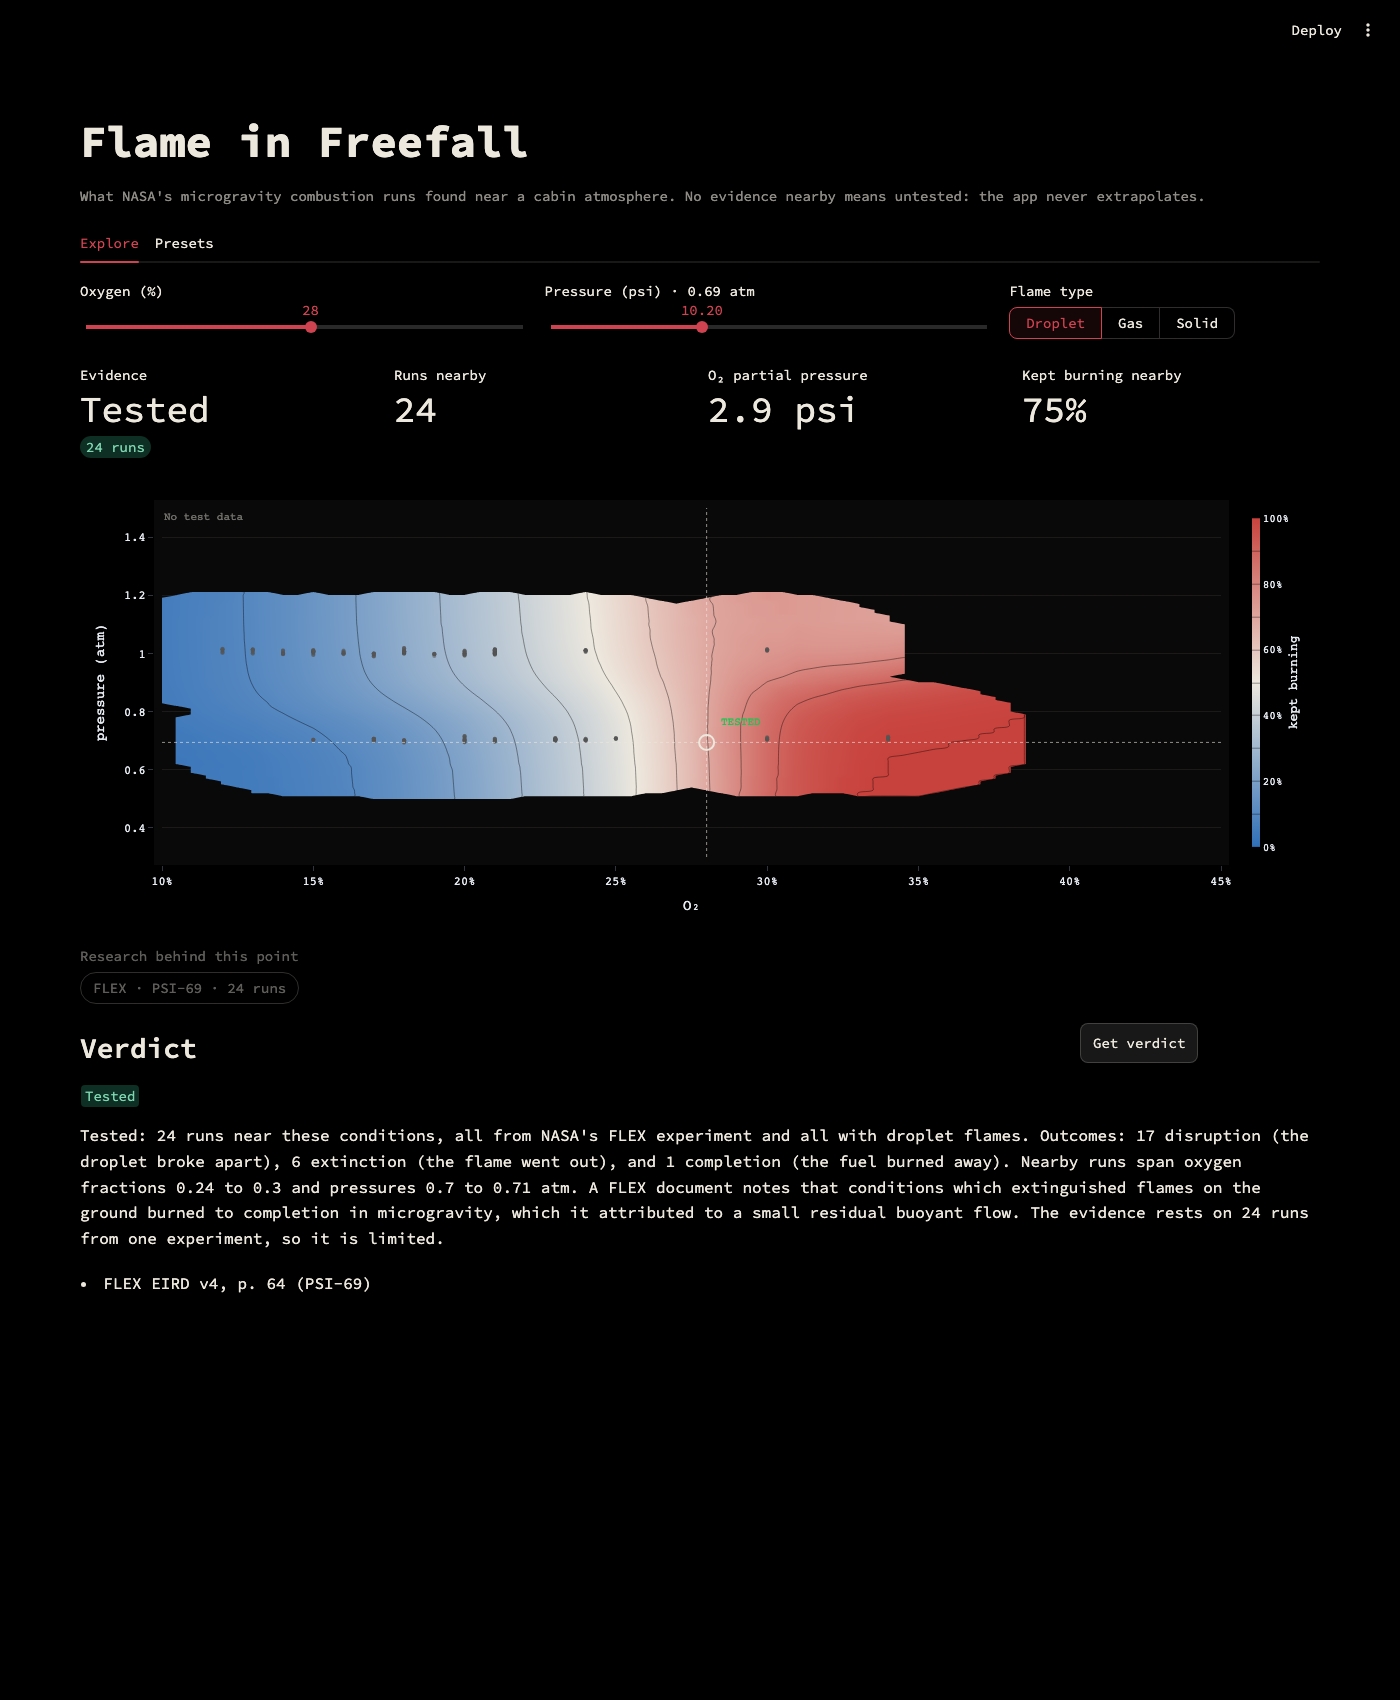 Deploy
Flame in Freefall
What NASA's microgravity combustion runs found near a cabin atmosphere. No evidence nearby means untested: the app never extrapolates.
Explore Presets
Oxygen (%)
28
Pressure (psi) · 0.69 atm
10.20
Flame type
Droplet Gas Solid
Evidence
Tested
24 runs
Runs nearby
24
O₂ partial pressure
2.9 psi
Kept burning nearby
75%
No test data
1.4
1.2
1
0.8
0.6
0.4
pressure (atm)
TESTED
10% 15% 20% 25% 30% 35% 40% 45%
O₂
100%
80%
60%
40%
20%
0%
kept burning
Research behind this point
FLEX · PSI-69 · 24 runs
Verdict
Get verdict
Tested
Tested: 24 runs near these conditions, all from NASA's FLEX experiment and all with droplet flames. Outcomes: 17 disruption (the
droplet broke apart), 6 extinction (the flame went out), and 1 completion (the fuel burned away). Nearby runs span oxygen
fractions 0.24 to 0.3 and pressures 0.7 to 0.71 atm. A FLEX document notes that conditions which extinguished flames on the
ground burned to completion in microgravity, which it attributed to a small residual buoyant flow. The evidence rests on 24 runs
from one experiment, so it is limited.
• FLEX EIRD v4, p. 64 (PSI-69)